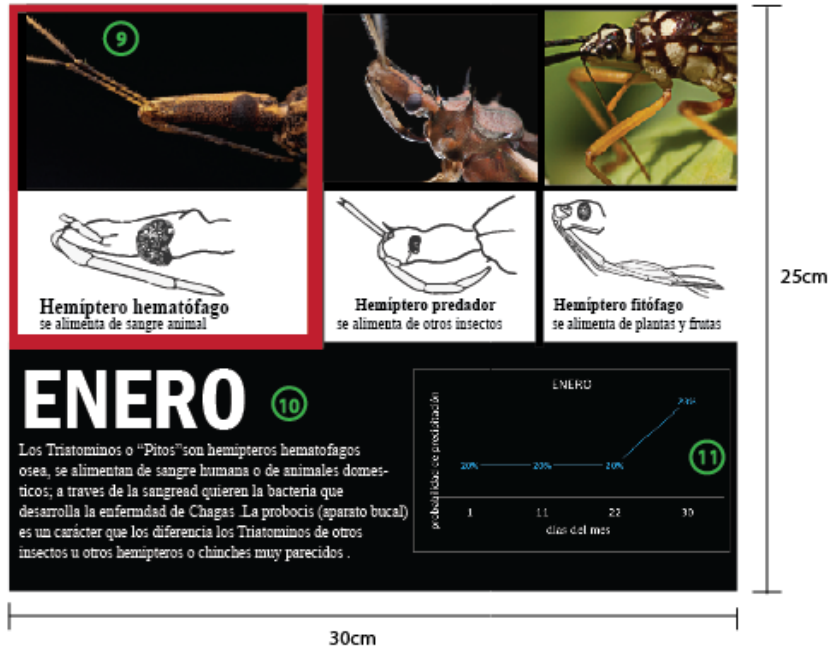 9
Hemíptero hematófago
se alimenta de sangre animal
Hemíptero predador
se alimenta de otros insectos
Hemíptero fitófago
se alimenta de plantas y frutas
25cm
ENERO
10
Los Triatominos o “Pitos”son hemipteros hematofagos
osea, se alimentan de sangre humana o de animales domes-
ticos; a traves de la sangread quieren la bacteria que
desarrolla la enfermdad de Chagas .La probocis (aparato bucal)
es un carácter que los diferencia los Triatominos de otros
insectos u otros hemipteros o chinches muy parecidos .
ENERO
probabilidad de precipitación
20%
20%
20%
11
1
11
22
30
días del mes
30cm